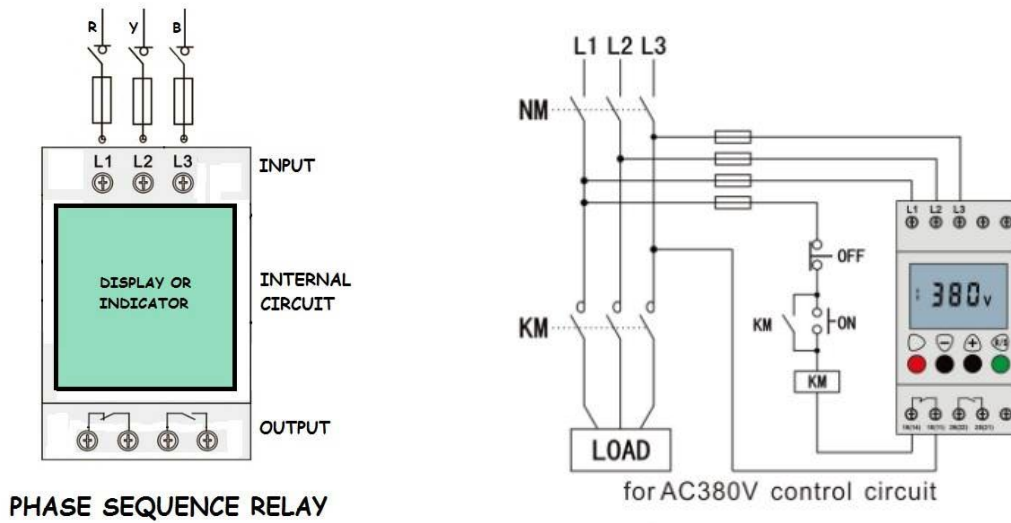 R Y B
L1 L2 L3
INPUT
DISPLAY OR
INDICATOR
INTERNAL
CIRCUIT
OUTPUT
PHASE SEQUENCE RELAY
L1 L2 L3
NM
L1 L2 L3
OFF
380v
KM
KM
ON
R/S
KM
LOAD
for AC380V control circuit